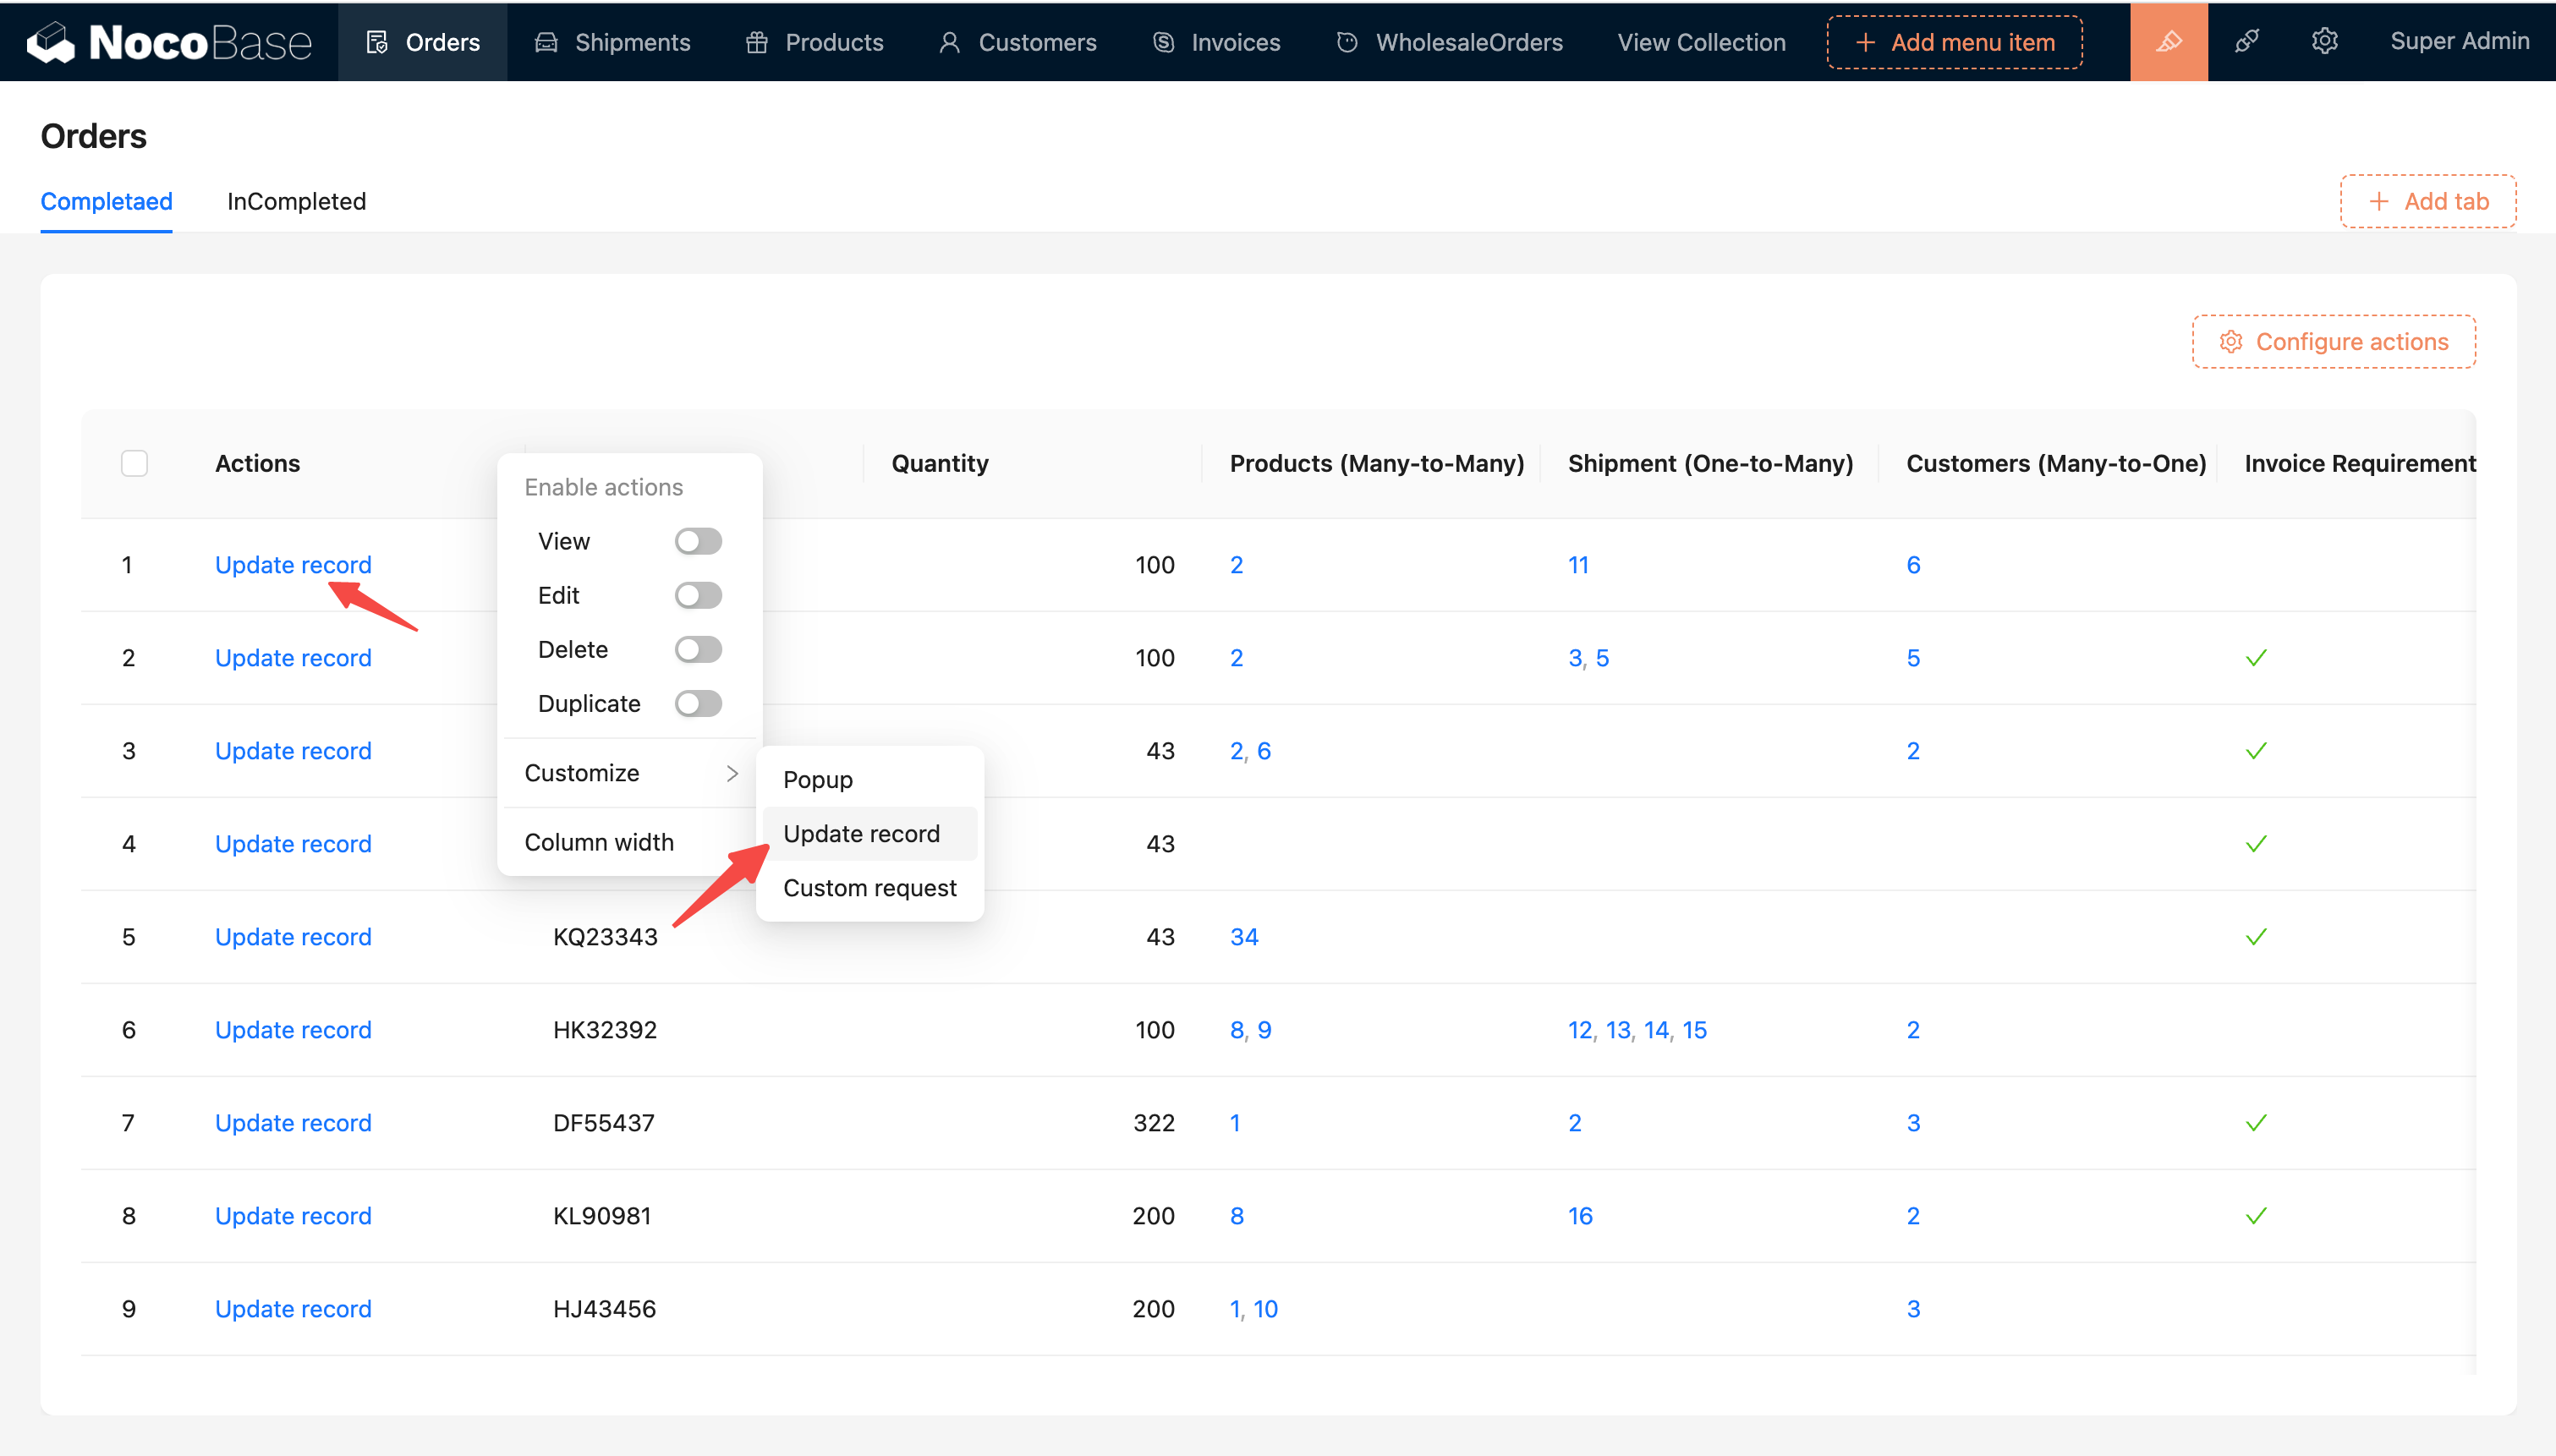 NocoBase Orders Shipments Products Customers Invoices WholesaleOrders View Collection Add menu item Super Admin
Orders
Completaed InCompleted Add tab
Configure actions
Actions Quantity Products (Many-to-Many) Shipment (One-to-Many) Customers (Many-to-One) Invoice Requirement
Enable actions
View
Edit
Delete
Duplicate
Customize
Column width
Popup
Update record
Custom request
1 Update record 100 2 11 6
2 Update record 100 2 3, 5 5
3 Update record 43 2, 6 2
4 Update record 43
5 Update record KQ23343 43 34
6 Update record HK32392 100 8, 9 12, 13, 14, 15 2
7 Update record DF55437 322 1 2 3
8 Update record KL90981 200 8 16 2
9 Update record HJ43456 200 1, 10 3